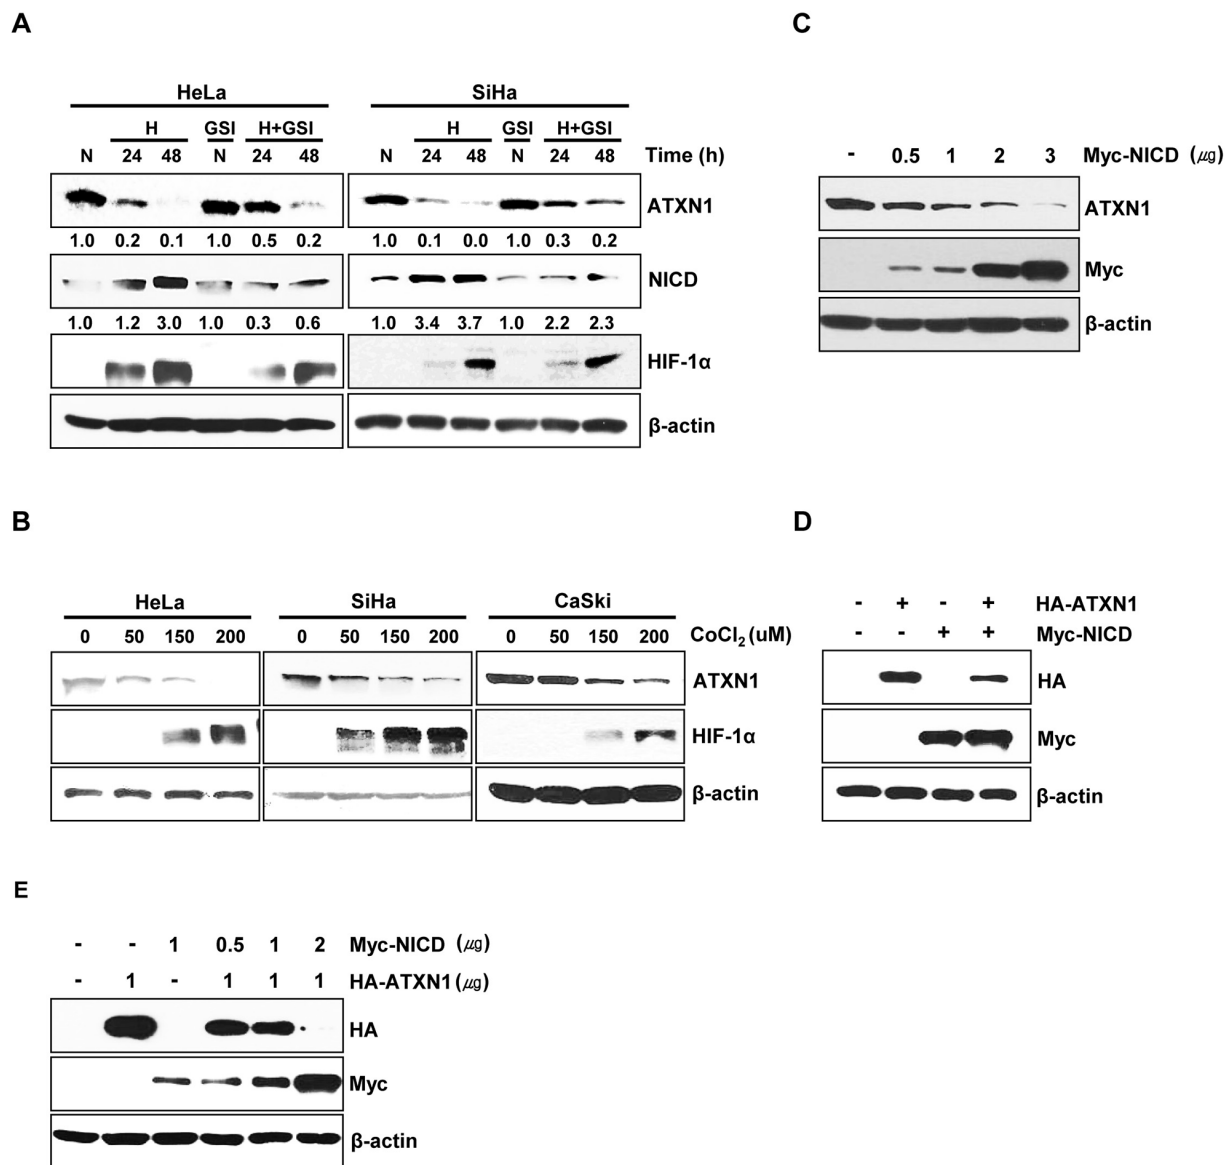 A
HeLa
SiHa
H GSI H+GSI
H GSI H+GSI
N 24 48 N 24 48
N 24 48 N 24 48 Time (h)
ATXN1
1.0 0.2 0.1 1.0 0.5 0.2
1.0 0.1 0.0 1.0 0.3 0.2
NICD
1.0 1.2 3.0 1.0 0.3 0.6
1.0 3.4 3.7 1.0 2.2 2.3
HIF-1α
β-actin
C
- 0.5 1 2 3 Myc-NICD (μg)
ATXN1
Myc
β-actin
B
HeLa
SiHa
CaSki
0 50 150 200
0 50 150 200
0 50 150 200 CoCl₂ (uM)
ATXN1
HIF-1α
β-actin
D
- + - + HA-ATXN1
- - + + Myc-NICD
HA
Myc
β-actin
E
- - 1 0.5 1 2 Myc-NICD (μg)
- 1 - 1 1 1 HA-ATXN1 (μg)
HA
Myc
β-actin